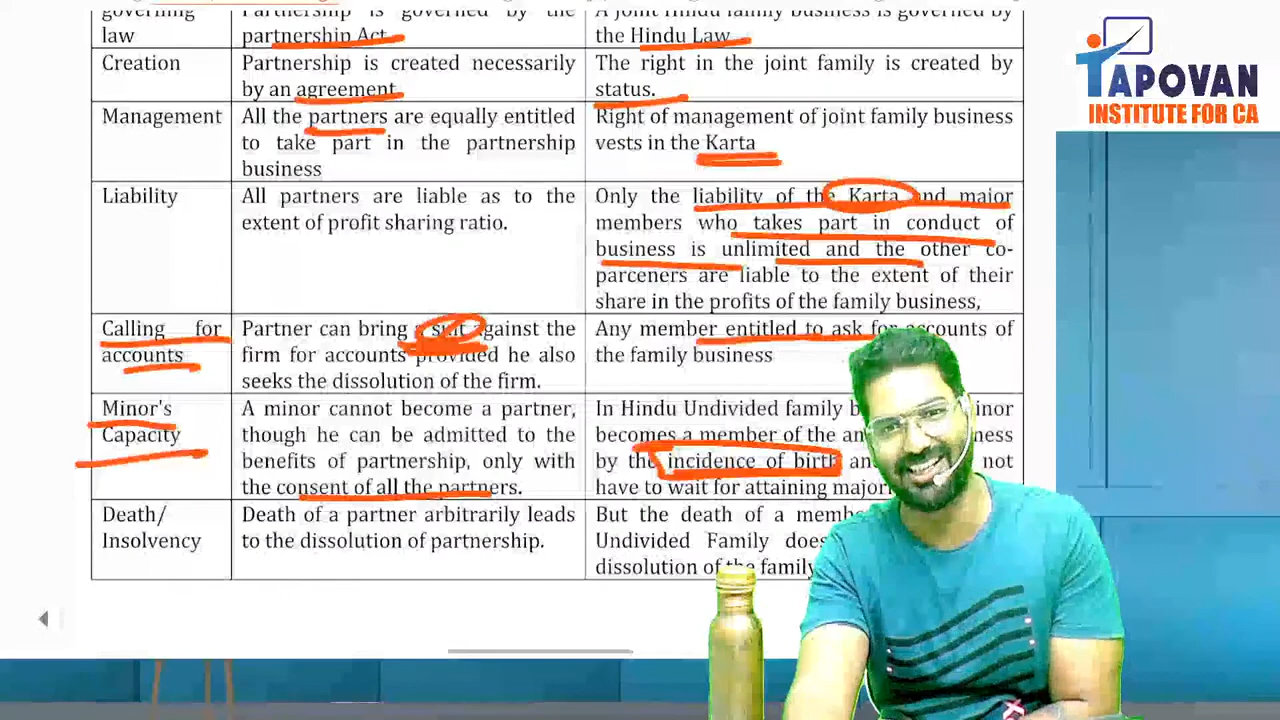 governing
law
Partnership is governed by the
partnership Act
A joint Hindu family business is governed by
the Hindu Law
Creation
Partnership is created necessarily
by an agreement
The right in the joint family is created by
status.
Management
All the partners are equally entitled
to take part in the partnership
business
Right of management of joint family business
vests in the Karta
Liability
All partners are liable as to the
extent of profit sharing ratio.
Only the liability of the Karta and major
members who takes part in conduct of
business is unlimited and the other co-
parceners are liable to the extent of their
share in the profits of the family business,
Calling for
accounts
Partner can bring a suit against the
firm for accounts provided he also
seeks the dissolution of the firm.
Any member entitled to ask for accounts of
the family business
Minor's
Capacity
A minor cannot become a partner,
though he can be admitted to the
benefits of partnership, only with
the consent of all the partners.
In Hindu Undivided family
becomes a member of the
by the incidence of birth not
have to wait for attaining
Death/
Insolvency
Death of a partner arbitrarily leads
to the dissolution of partnership.
But the death of a
Undivided Family
dissolution of the family
TAPOVAN
INSTITUTE FOR CA